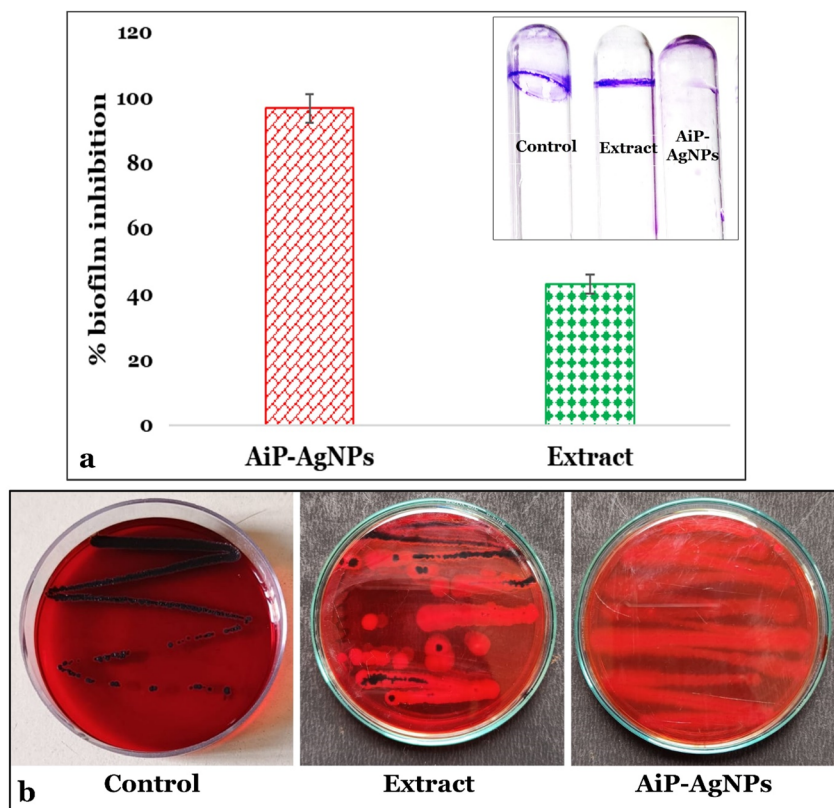 120
100
80
60
40
20
0
% biofilm inhibition
Control
Extract
AiP-
AgNPs
AiP-AgNPs
Extract
a
Control
Extract
AiP-AgNPs
b